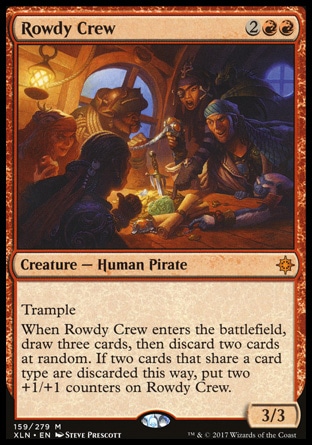 Rowdy Crew 2
Creature — Human Pirate
Trample
When Rowdy Crew enters the battlefield,
draw three cards, then discard two cards
at random. If two cards that share a card
type are discarded this way, put two
+1/+1 counters on Rowdy Crew.
3/3
159/279 M
XLN • EN STEVE PRESCOTT
™ & © 2017 Wizards of the Coast